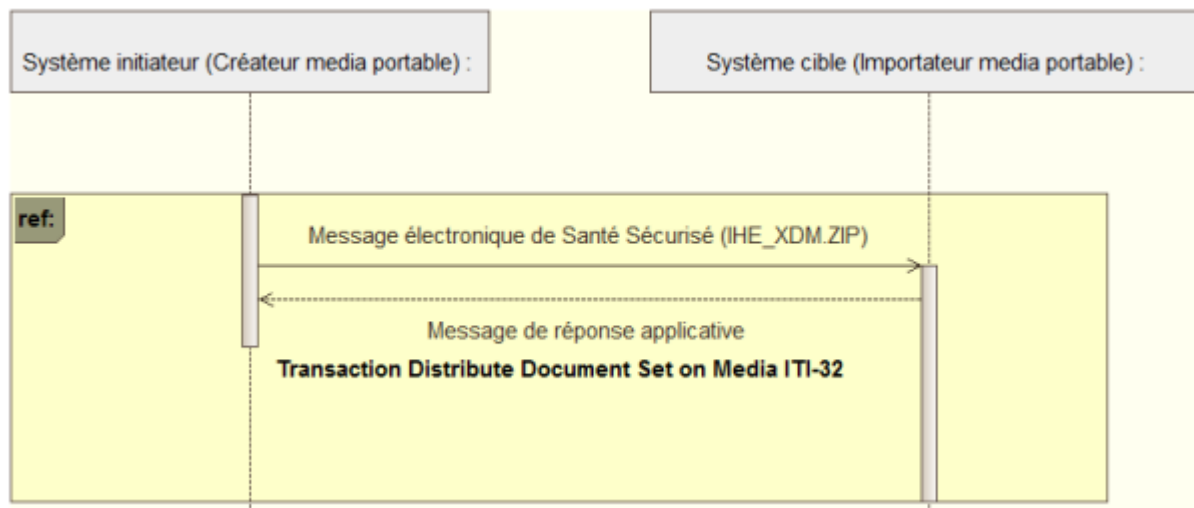 Système initiateur (Créateur media portable) :
Système cible (Importateur media portable) :
ref:
Message électronique de Santé Sécurisé (IHE_XDM.ZIP)
Message de réponse applicative
Transaction Distribute Document Set on Media ITI-32